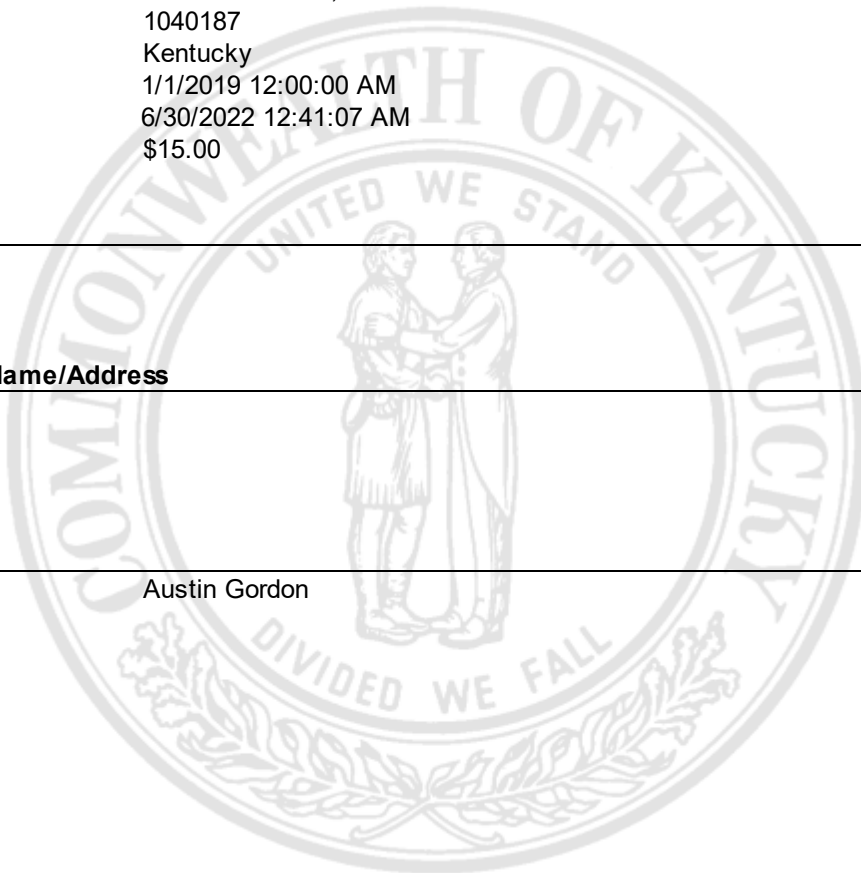 1040187
Kentucky
1/1/2019 12:00:00 AM
6/30/2022 12:41:07 AM
$15.00
COMMONWEALTH OF KENTUCKY
UNITED WE STAND
Name/Address
Austin Gordon
DIVIDED WE FALL